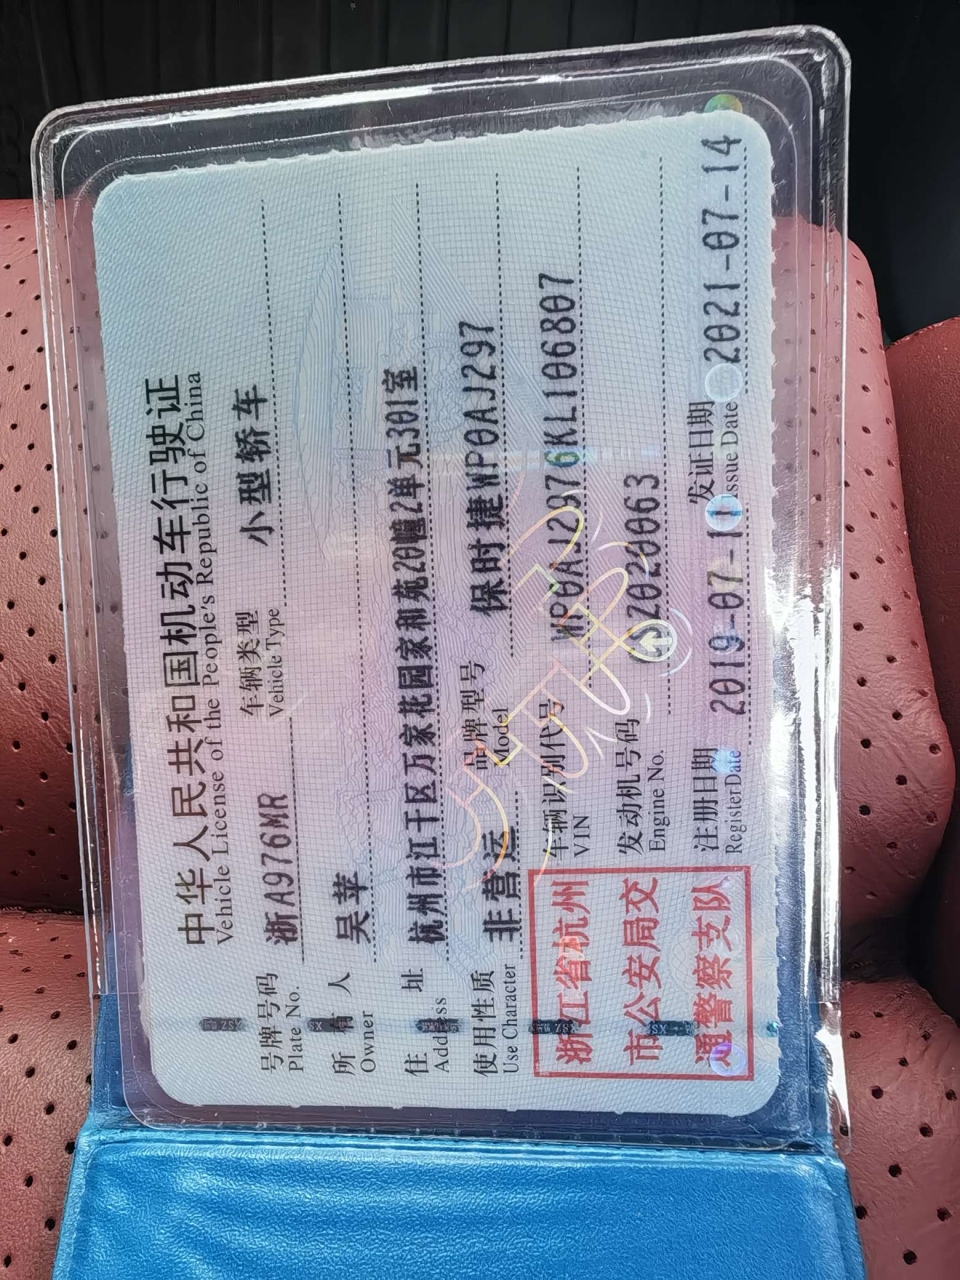 中华人民共和国机动车行驶证
Vehicle License of the People's Republic of China
号牌号码 浙A976MR 车辆类型 小型轿车
Plate No. Vehicle Type
所有人 吴苹
Owner
住址 杭州市江干区万家花园家和苑20幢2单元301室
Address
使用性质 非营运 品牌型号 保时捷WP0AJ297
Use Character Model
车辆识别代号 WP0AJ2976KL106807
VIN
发动机号码 020063
Engine No.
注册日期 2019-07-11 发证日期 2021-07-14
Register Date Issue Date
浙江省杭州
市公安局交
通警察支队